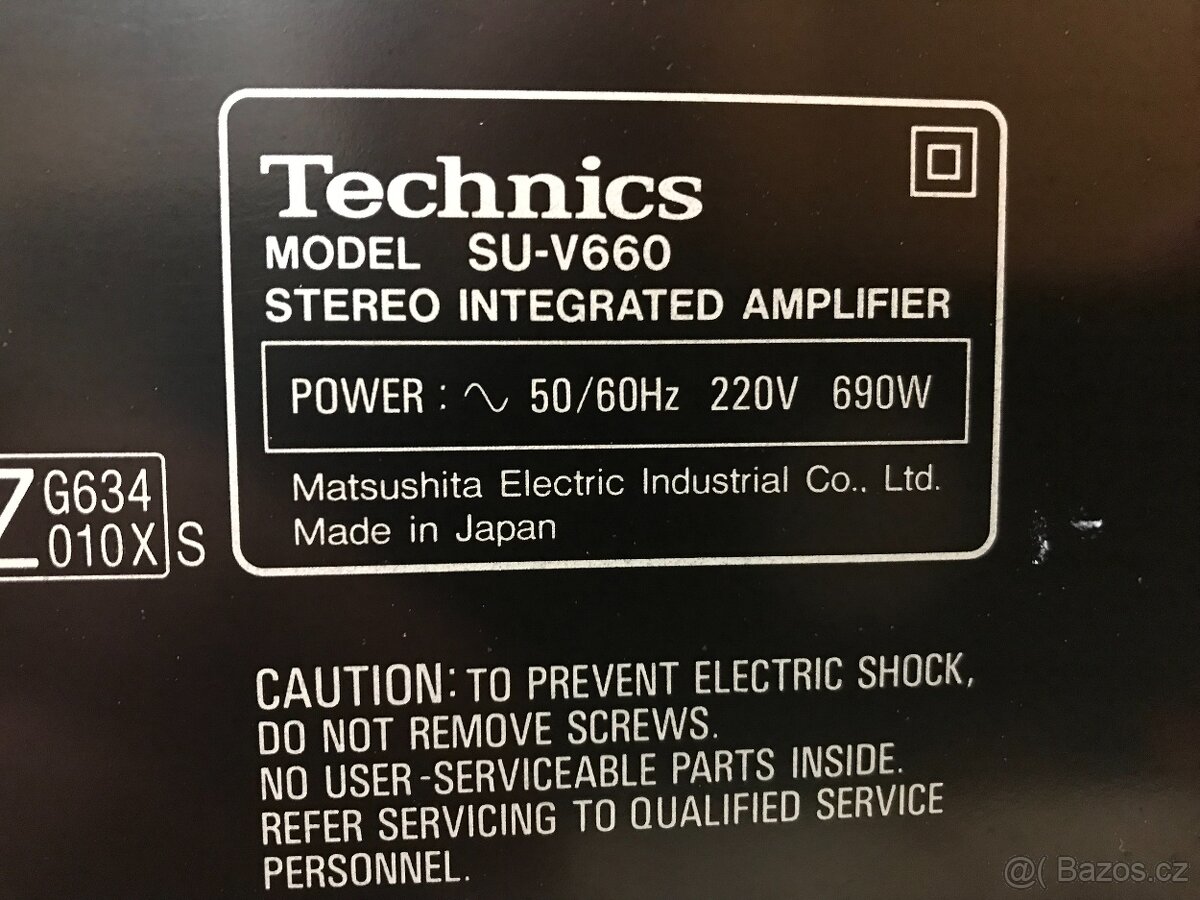 Technics
MODEL SU-V660
STEREO INTEGRATED AMPLIFIER
POWER : ∿ 50/60Hz 220V 690W
Matsushita Electric Industrial Co.. Ltd.
Made in Japan
Z G634
010X S
CAUTION: TO PREVENT ELECTRIC SHOCK,
DO NOT REMOVE SCREWS.
NO USER-SERVICEABLE PARTS INSIDE.
REFER SERVICING TO QUALIFIED SERVICE
PERSONNEL.
@( Bazos.cz